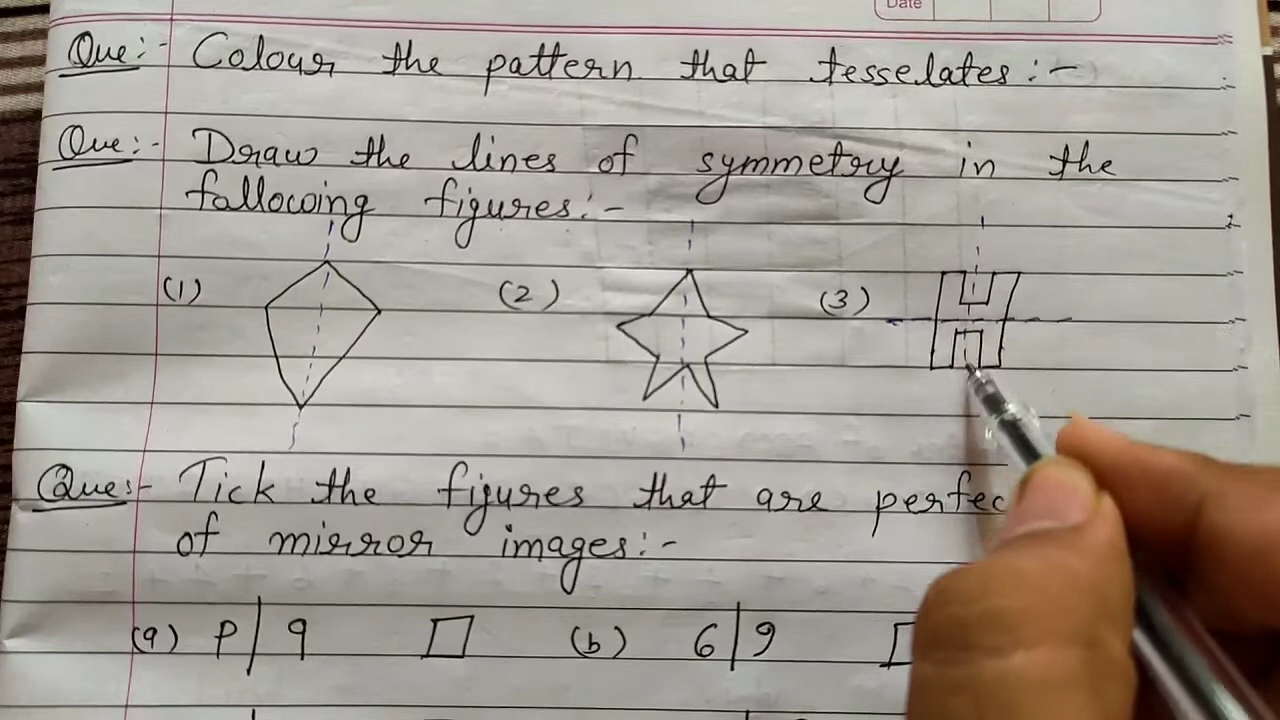 Date
Que:- Colour the pattern that tesselates:-
Que:- Draw the lines of symmetry in the
following figures:-
(1) (2) (3)
Que:- Tick the figures that are perfec
of mirror images:-
(a) P | 9 (b) 6 | 9